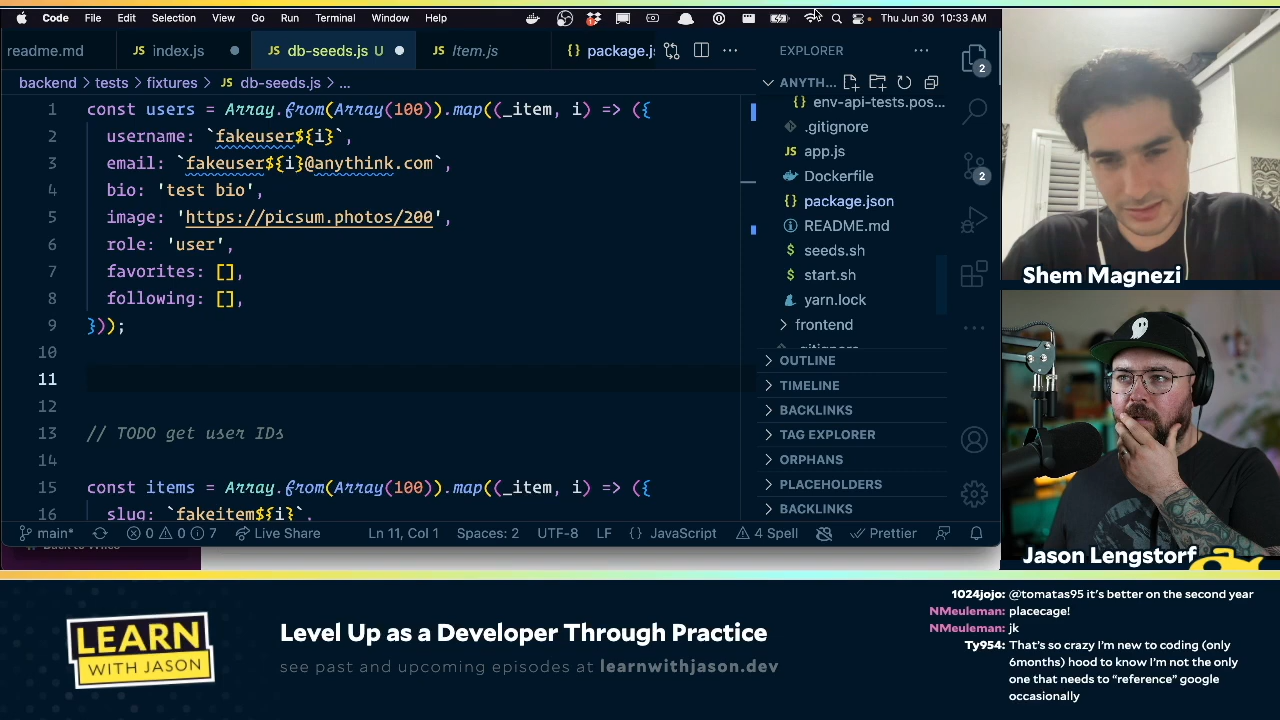 Code File Edit Selection View Go Run Terminal Window Help Thu Jun 30 10:33 AM
readme.md JS index.js JS db-seeds.js U JS Item.js {} package.j
backend > tests > fixtures > JS db-seeds.js > ...
1 const users = Array.from(Array(100)).map((_item, i) => ({
2 username: `fakeuser${i}`,
3 email: `fakeuser${i}@anythink.com`,
4 bio: 'test bio',
5 image: 'https://picsum.photos/200',
6 role: 'user',
7 favorites: [],
8 following: [],
9 }));
10
11
12
13 // TODO get user IDs
14
15 const items = Array.from(Array(100)).map((_item, i) => ({
16 slug: `fakeitem${i}`,
EXPLORER
ANYTH...
{} env-api-tests.pos...
.gitignore
JS app.js
Dockerfile
{} package.json
README.md
$ seeds.sh
$ start.sh
yarn.lock
> frontend
.gitignore
> OUTLINE
> TIMELINE
> BACKLINKS
> TAG EXPLORER
> ORPHANS
> PLACEHOLDERS
> BACKLINKS
2
2
main* 0 0 7 Live Share Ln 11, Col 1 Spaces: 2 UTF-8 LF {} JavaScript 4 Spell Prettier
Shem Magnezi
Jason Lengstorf
LEARN
WITH JASON
Level Up as a Developer Through Practice
see past and upcoming episodes at learnwithjason.dev
1024jojo: @tomatas95 it's better on the second year
NMeuleman: placecage!
NMeuleman: jk
Ty954: That's so crazy I'm new to coding (only
6months) hood to know I'm not the only
one that needs to “reference” google
occasionally